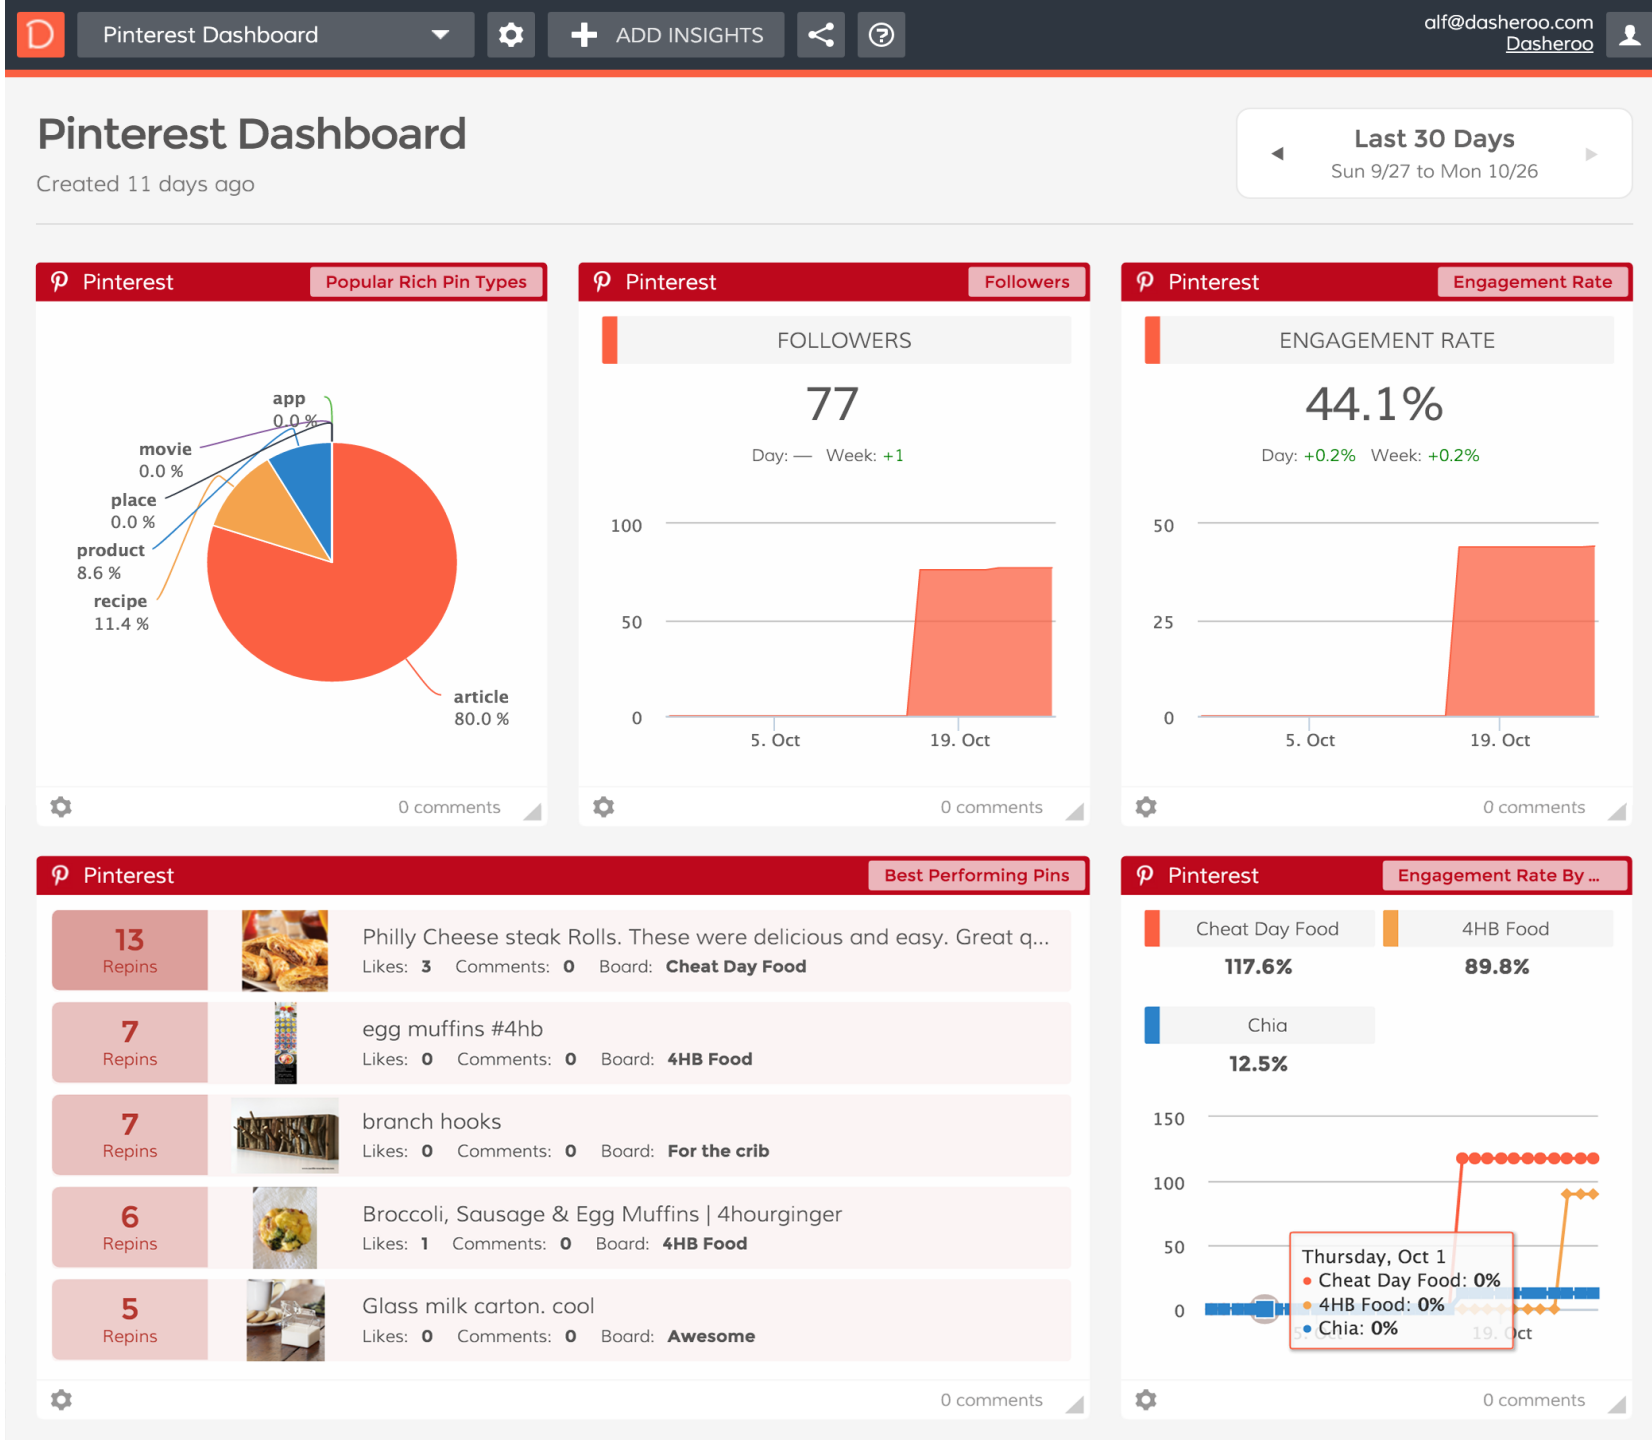 Pinterest Dashboard
ADD INSIGHTS
alf@dasheroo.com
Dasheroo
Pinterest Dashboard
Created 11 days ago
Last 30 Days
Sun 9/27 to Mon 10/26
Pinterest
Popular Rich Pin Types
app
0.0 %
movie
0.0 %
place
0.0 %
product
8.6 %
recipe
11.4 %
article
80.0 %
0 comments
Pinterest
Followers
FOLLOWERS
77
Day: — Week: +1
100
50
0
5. Oct
19. Oct
0 comments
Pinterest
Engagement Rate
ENGAGEMENT RATE
44.1%
Day: +0.2% Week: +0.2%
50
25
0
5. Oct
19. Oct
0 comments
Pinterest
Best Performing Pins
13
Repins
Philly Cheese steak Rolls. These were delicious and easy. Great q...
Likes: 3 Comments: 0 Board: Cheat Day Food
7
Repins
egg muffins #4hb
Likes: 0 Comments: 0 Board: 4HB Food
7
Repins
branch hooks
Likes: 0 Comments: 0 Board: For the crib
6
Repins
Broccoli, Sausage & Egg Muffins | 4hourginger
Likes: 1 Comments: 0 Board: 4HB Food
5
Repins
Glass milk carton. cool
Likes: 0 Comments: 0 Board: Awesome
0 comments
Pinterest
Engagement Rate By ...
Cheat Day Food
117.6%
4HB Food
89.8%
Chia
12.5%
150
100
50
0
Thursday, Oct 1
Cheat Day Food: 0%
4HB Food: 0%
Chia: 0%
5. Oct
19. Oct
0 comments